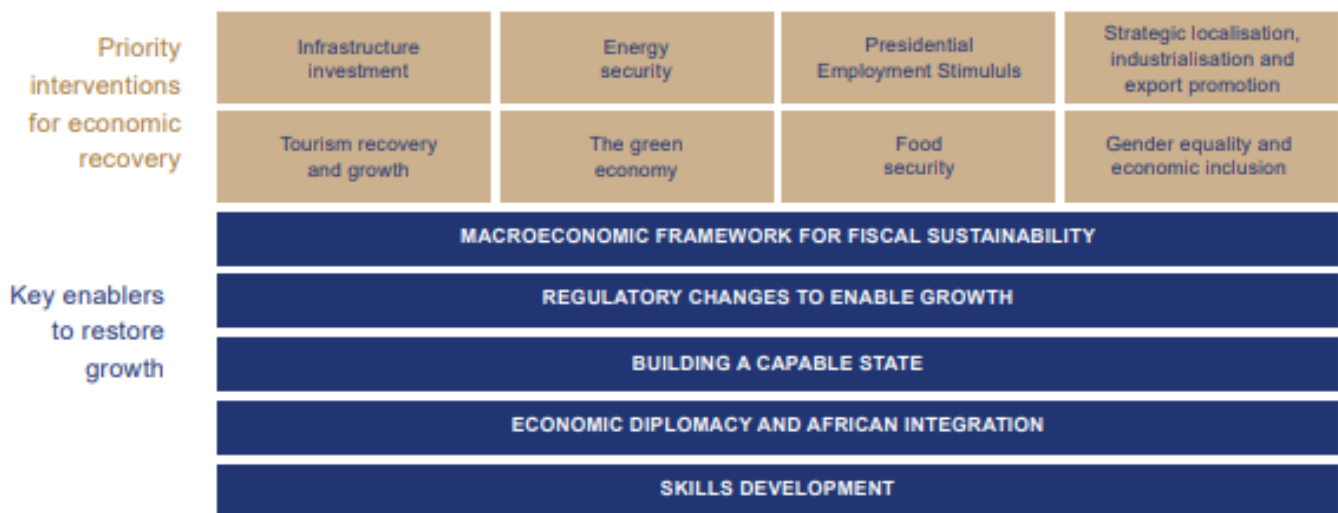 Priority
interventions
for economic
recovery
Infrastructure
investment
Energy
security
Presidential
Employment Stimululs
Strategic localisation,
industrialisation and
export promotion
Tourism recovery
and growth
The green
economy
Food
security
Gender equality and
economic inclusion
Key enablers
to restore
growth
MACROECONOMIC FRAMEWORK FOR FISCAL SUSTAINABILITY
REGULATORY CHANGES TO ENABLE GROWTH
BUILDING A CAPABLE STATE
ECONOMIC DIPLOMACY AND AFRICAN INTEGRATION
SKILLS DEVELOPMENT